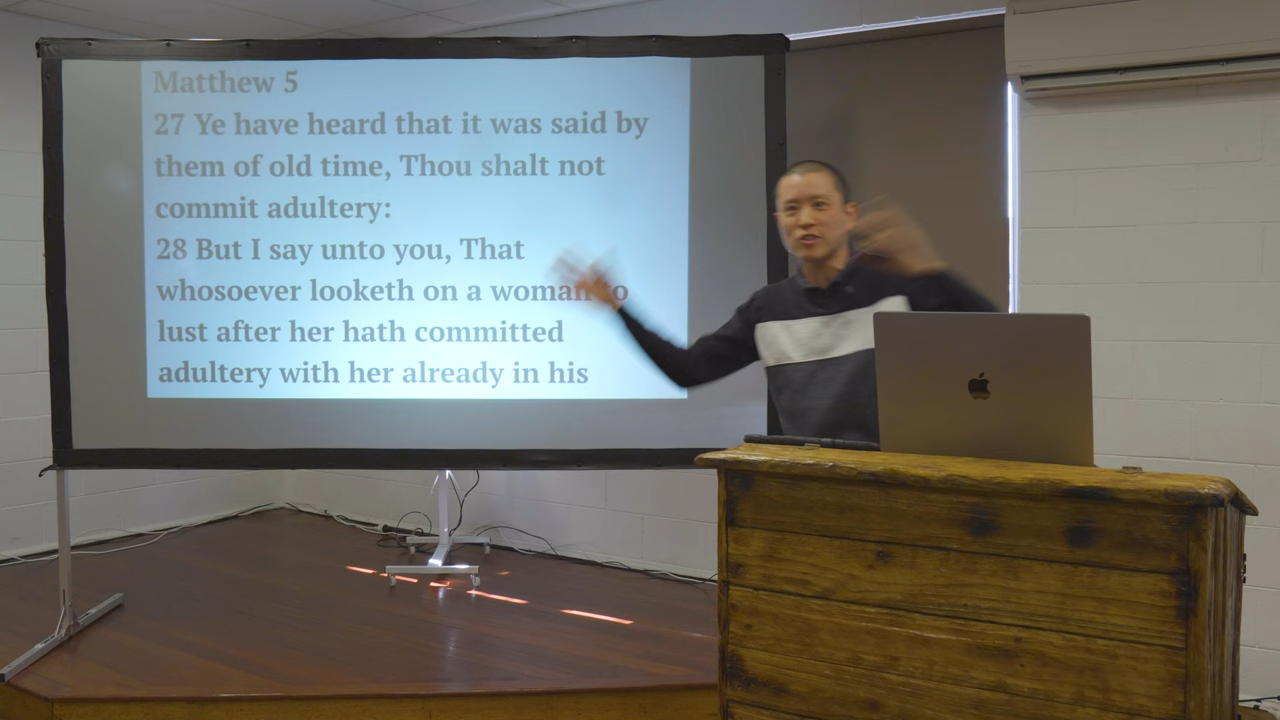 Matthew 5
27 Ye have heard that it was said by
them of old time, Thou shalt not
commit adultery:
28 But I say unto you, That
whosoever looketh on a woman to
lust after her hath committed
adultery with her already in his